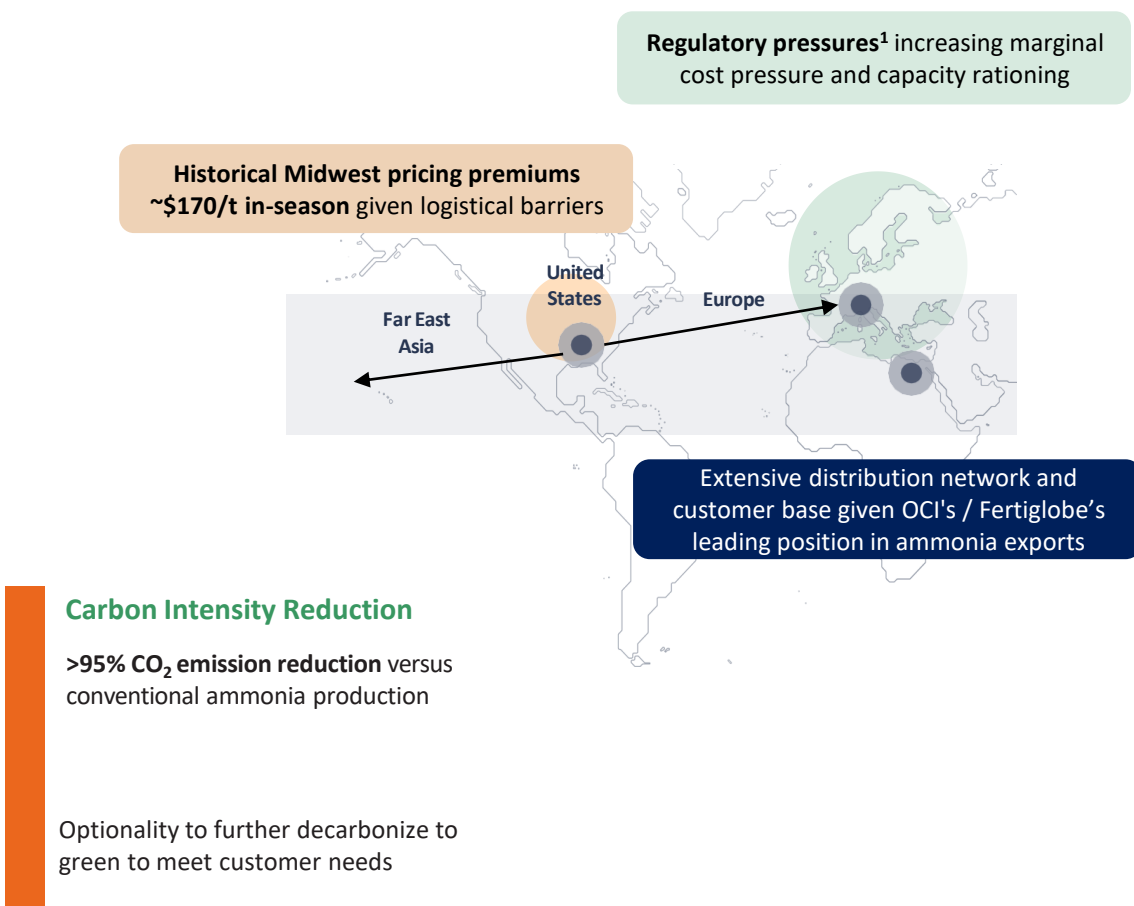 Regulatory pressures¹ increasing marginal
cost pressure and capacity rationing
Historical Midwest pricing premiums
~$170/t in-season given logistical barriers
United
States
Europe
Far East
Asia
Extensive distribution network and
customer base given OCI's / Fertiglobe’s
leading position in ammonia exports
Carbon Intensity Reduction
>95% CO₂ emission reduction versus
conventional ammonia production
Optionality to further decarbonize to
green to meet customer needs